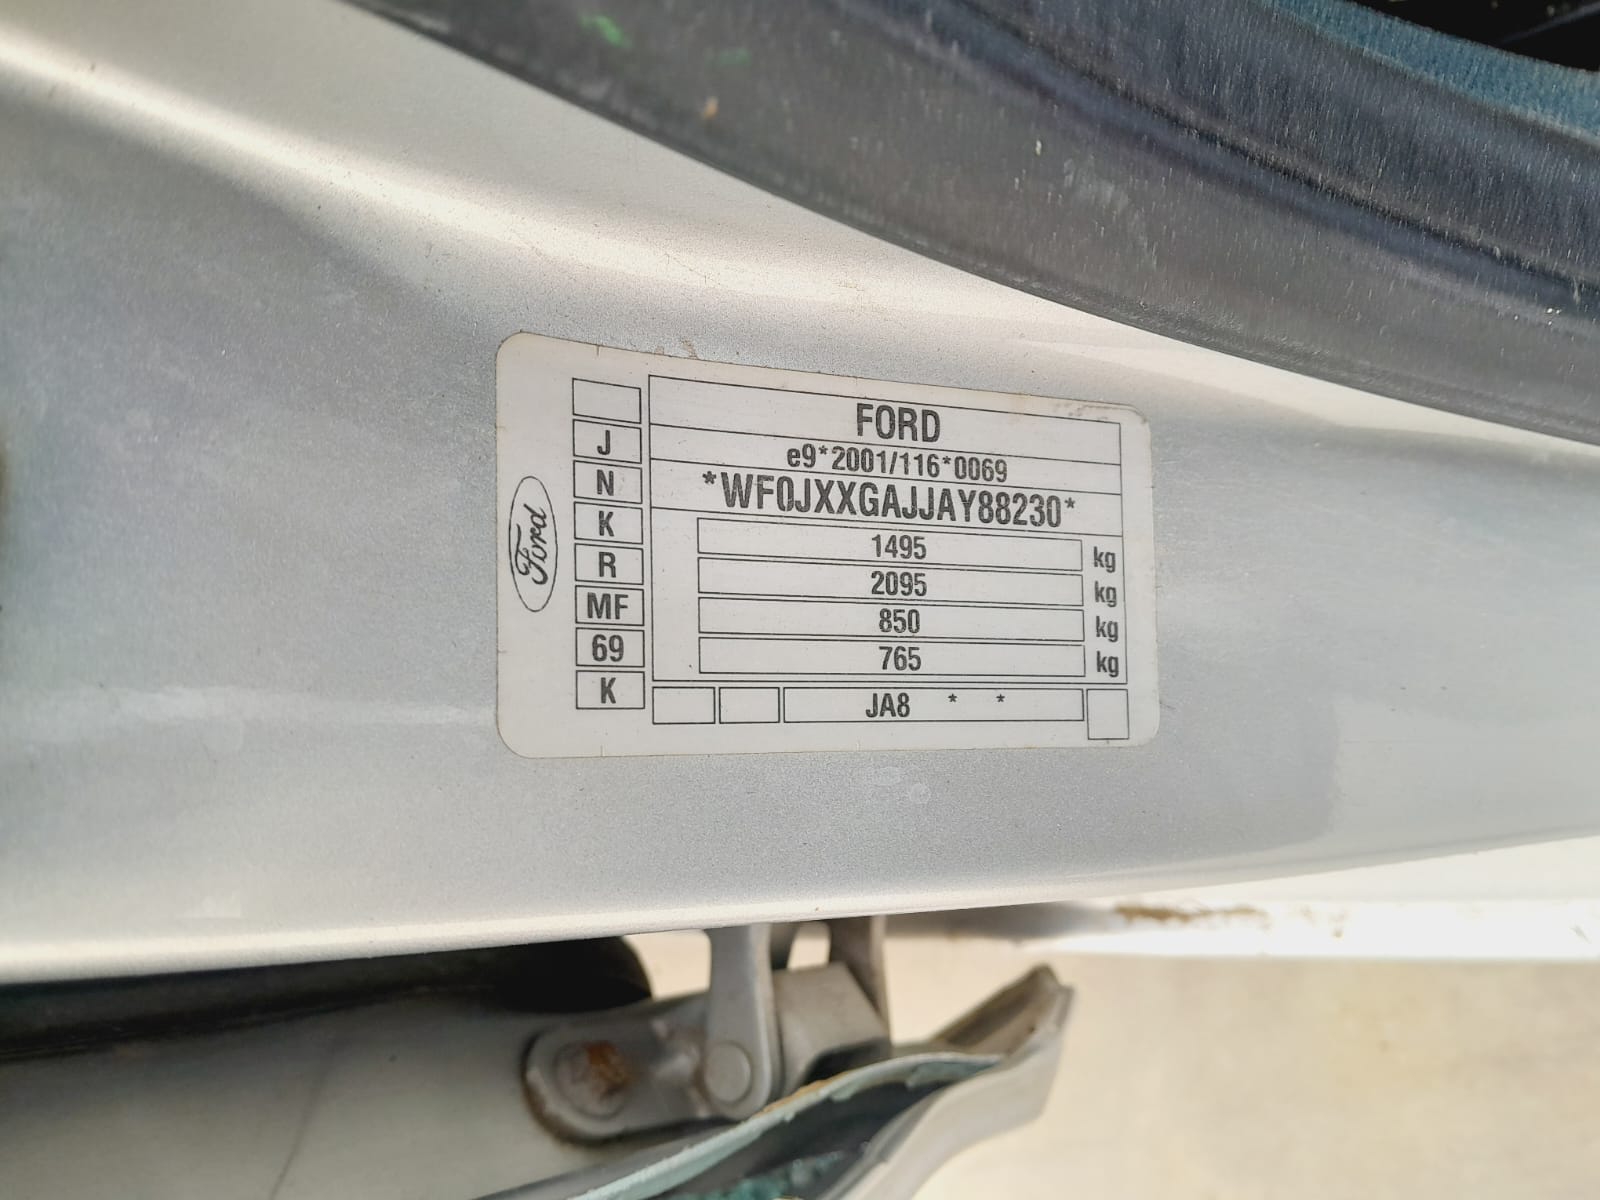 Ford
J
N
K
R
MF
69
K
FORD
e9*2001/116*0069
*WF0JXXGAJJAY88230*
1495 kg
2095 kg
850 kg
765 kg
JA8 * *